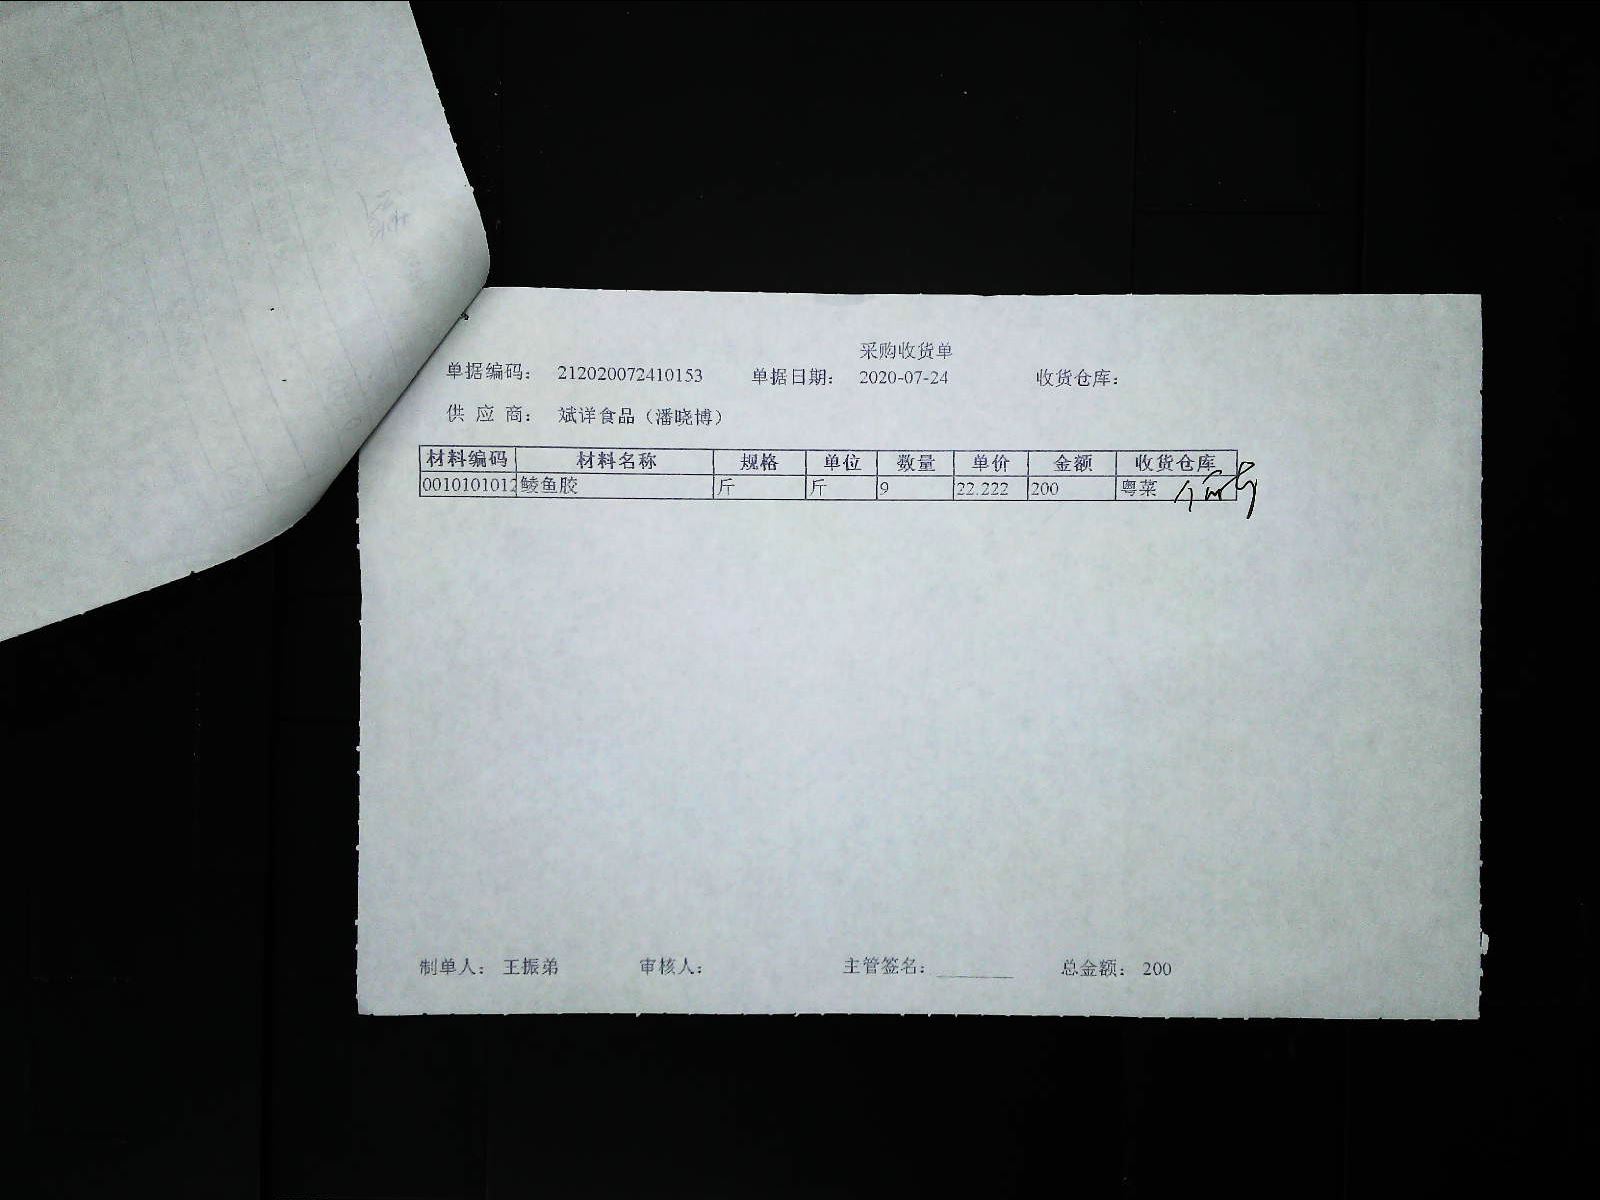 采购收货单
单据编码： 212020072410153 单据日期： 2020-07-24 收货仓库：
供 应 商： 斌洋食品（潘晓博）
材料编码 材料名称 规格 单位 数量 单价 金额 收货仓库
0010101012 鲮鱼胶 斤 斤 9 22.222 200 粤菜
制单人： 王振弟 审核人： 主管签名：________ 总金额： 200